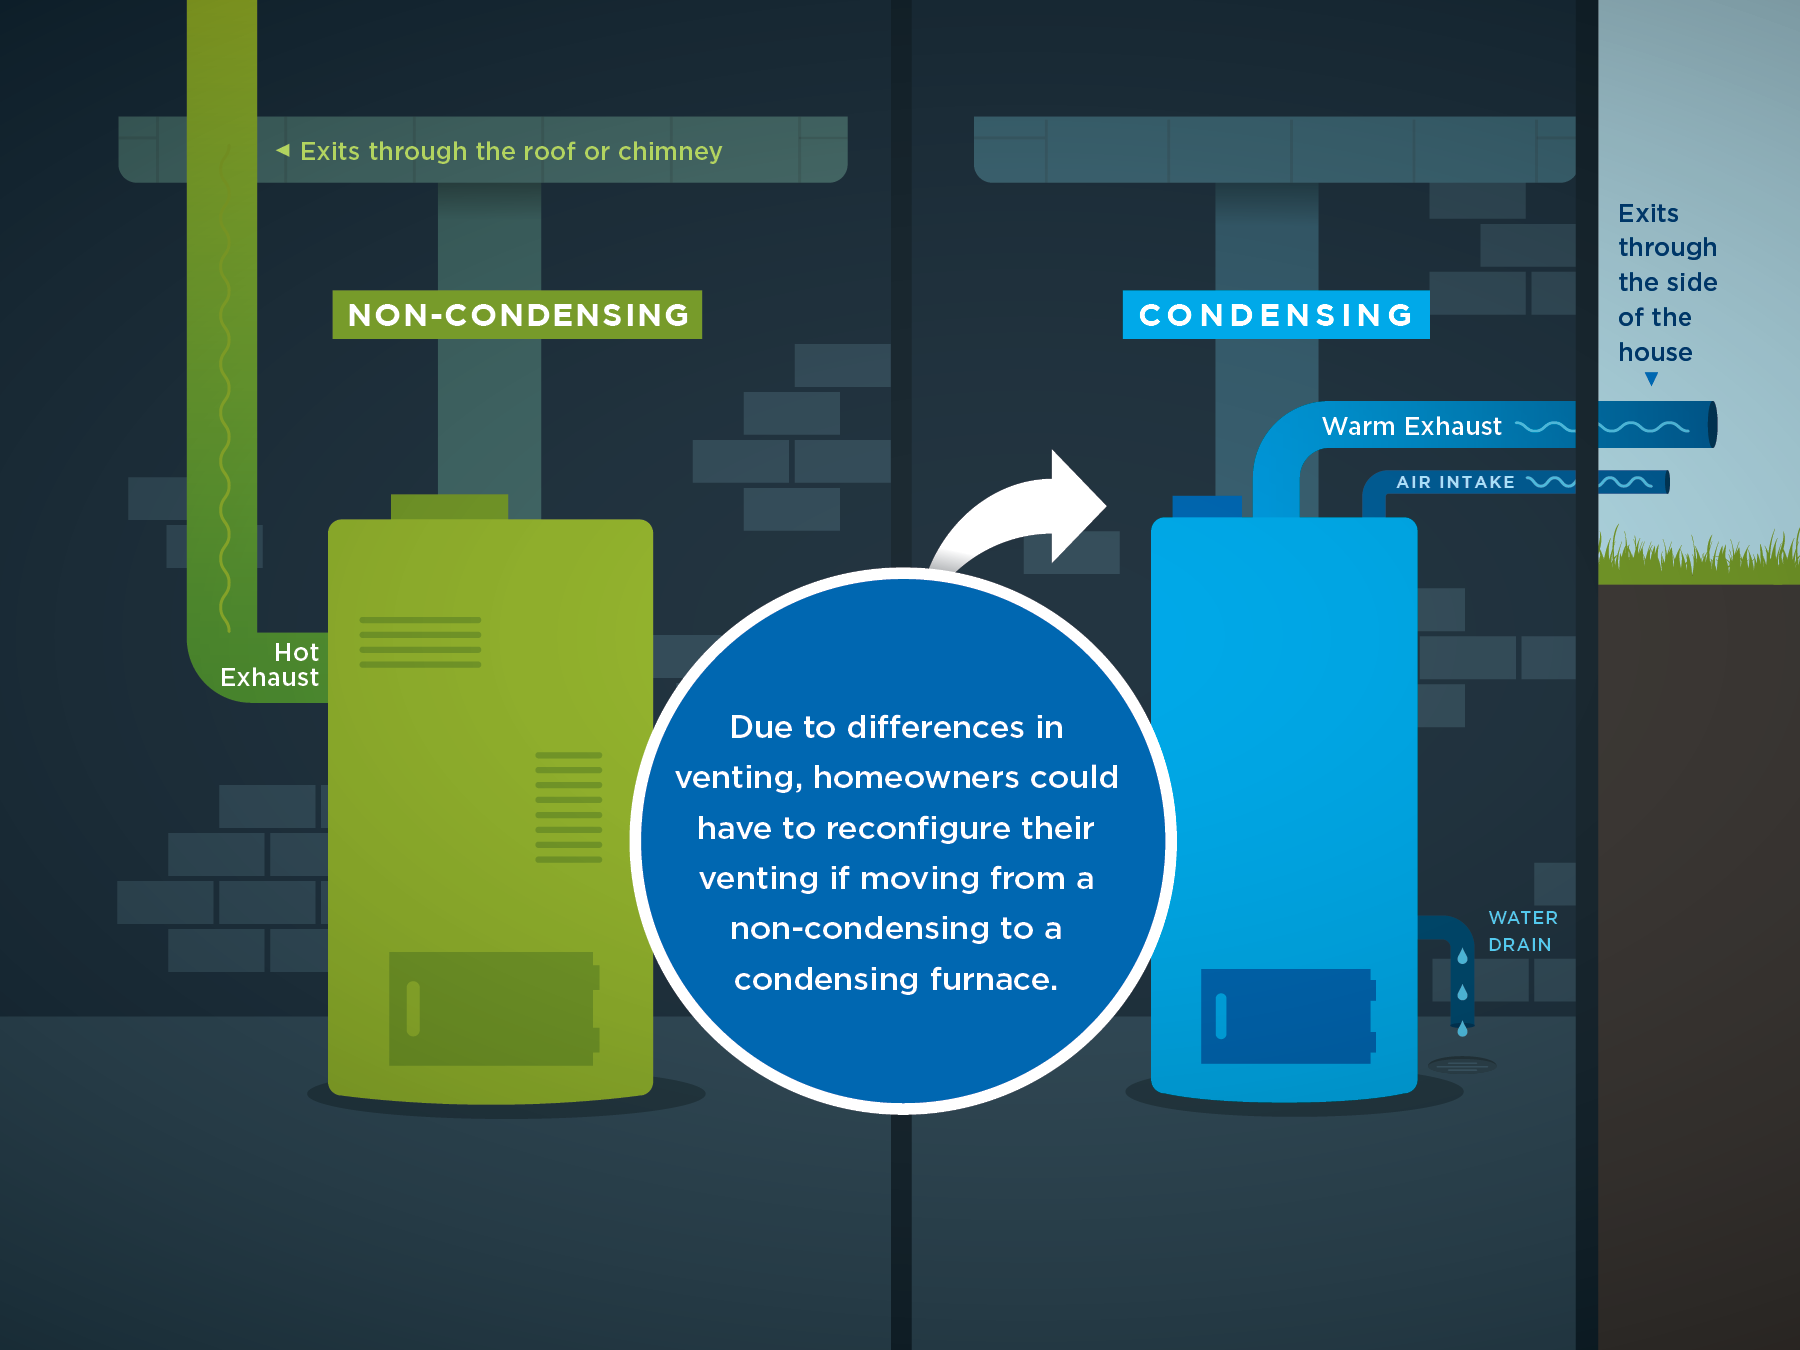 Exits through the roof or chimney
NON-CONDENSING
Hot
Exhaust
Due to differences in
venting, homeowners could
have to reconfigure their
venting if moving from a
non-condensing to a
condensing furnace.
CONDENSING
Exits
through
the side
of the
house
Warm Exhaust
AIR INTAKE
WATER
DRAIN